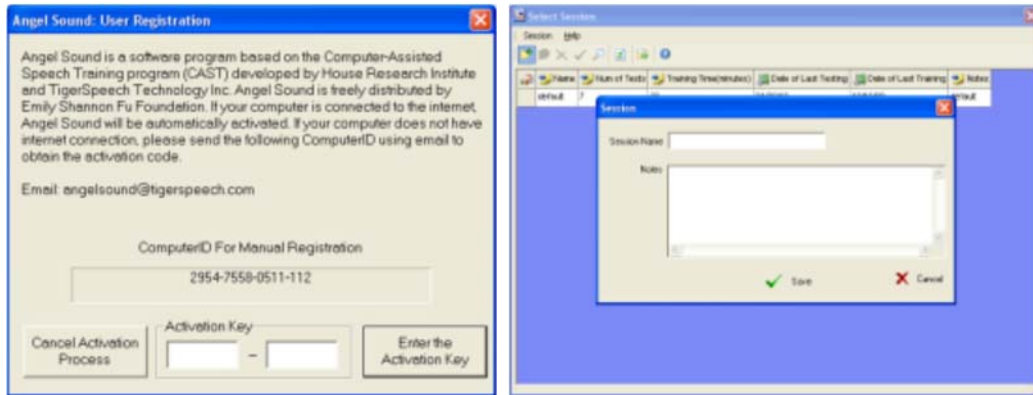 Angel Sound: User Registration
Angel Sound is a software program based on the Computer-Assisted
Speech Training program (CAST) developed by House Research Institute
and TigerSpeech Technology Inc. Angel Sound is freely distributed by
Emily Shannon Fu Foundation. If your computer is connected to the internet,
Angel Sound will be automatically activated. If your computer does not have
internet connection, please send the following ComputerID using email to
obtain the activation code.
Email: angelsound@tigerspeech.com
ComputerID For Manual Registration
2954-7558-0511-112
Cancel Activation
Process
Activation Key
–
Enter the
Activation Key
Select Session
Session Help
Name Num of Tests Training Time(minutes) Date of Last Testing Date of Last Training Notes
default 7 default
Session
Session Name
Notes
Save
Cancel